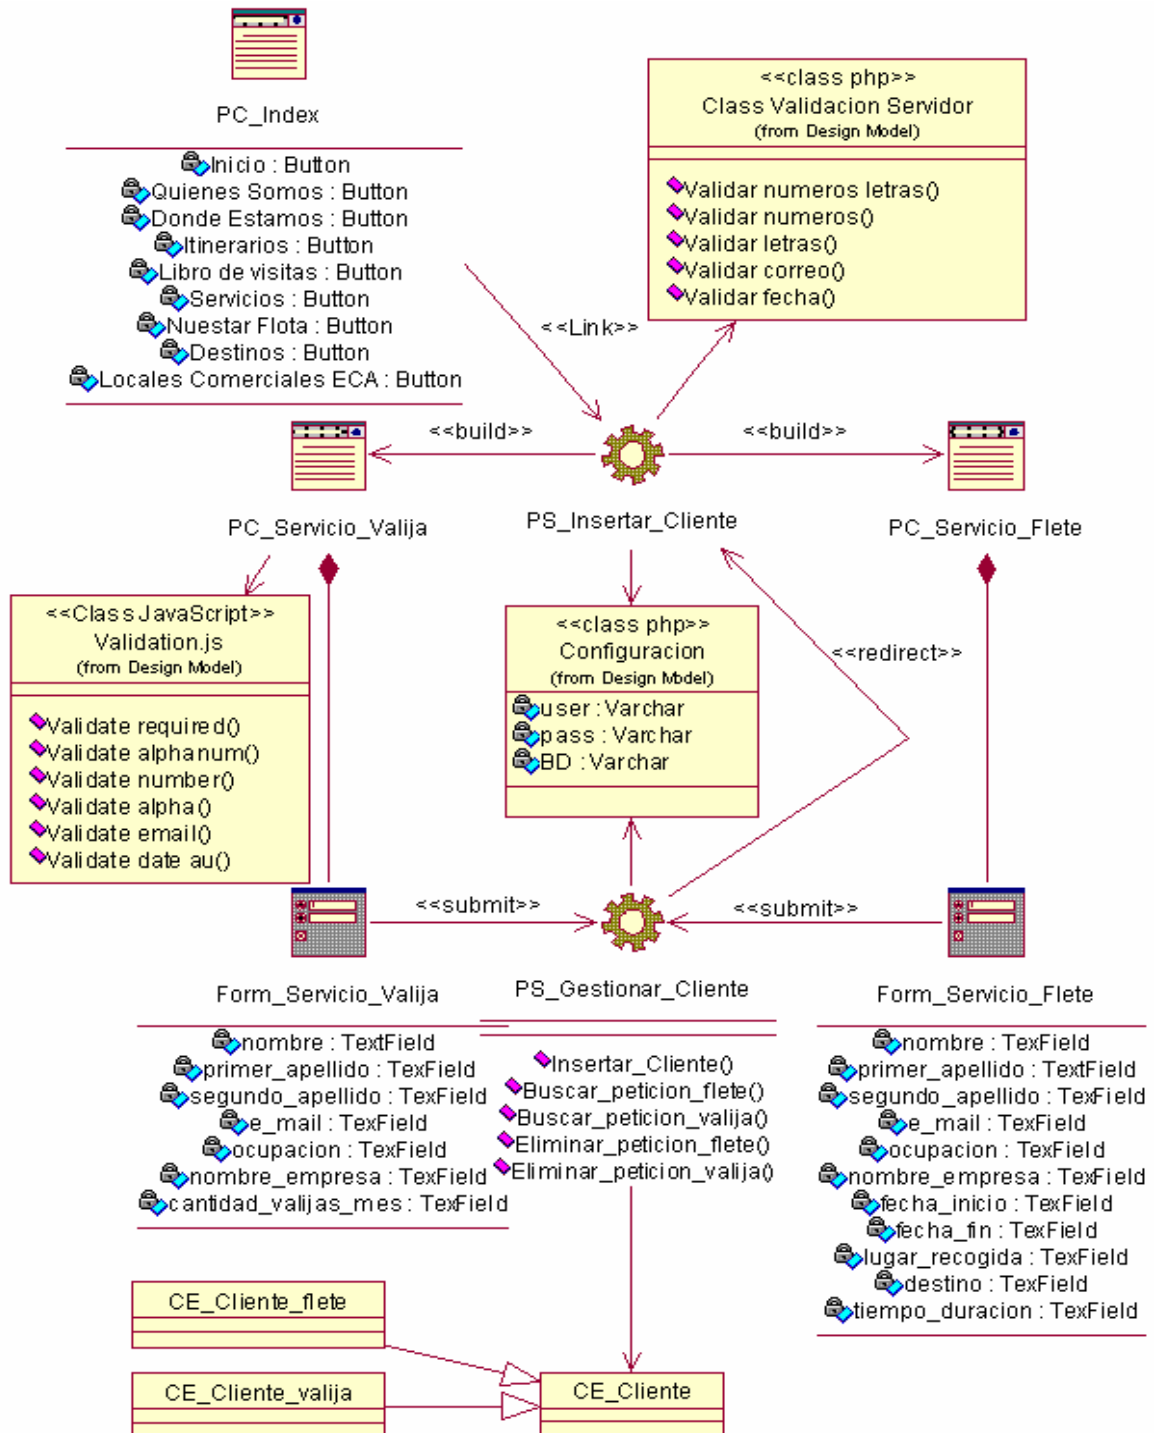 PC_Index
Inicio : Button
Quienes Somos : Button
Donde Estamos : Button
Itinerarios : Button
Libro de visitas : Button
Servicios : Button
Nuestar Flota : Button
Destinos : Button
Locales Comerciales ECA : Button
<<class php>>
Class Validacion Servidor
(from Design Model)
Validar numeros letras()
Validar numeros()
Validar letras()
Validar correo()
Validar fecha()
<<Link>>
<<build>>
<<build>>
PC_Servicio_Valija
PS_Insertar_Cliente
PC_Servicio_Flete
<<Class JavaScript>>
Validation.js
(from Design Model)
Validate required()
Validate alphanum()
Validate number()
Validate alpha()
Validate email()
Validate date au()
<<class php>>
Configuracion
(from Design Model)
user : Varchar
pass : Varchar
BD : Varchar
<<redirect>>
<<submit>>
<<submit>>
Form_Servicio_Valija
nombre : TextField
primer_apellido : TexField
segundo_apellido : TexField
e_mail : TexField
ocupacion : TexField
nombre_empresa : TexField
cantidad_valijas_mes : TexField
PS_Gestionar_Cliente
Insertar_Cliente()
Buscar_peticion_flete()
Buscar_peticion_valija()
Eliminar_peticion_flete()
Eliminar_peticion_valija()
Form_Servicio_Flete
nombre : TexField
primer_apellido : TextField
segundo_apellido : TexField
e_mail : TexField
ocupacion : TexField
nombre_empresa : TexField
fecha_inicio : TexField
fecha_fin : TexField
lugar_recogida : TexField
destino : TexField
tiempo_duracion : TexField
CE_Cliente_flete
CE_Cliente_valija
CE_Cliente